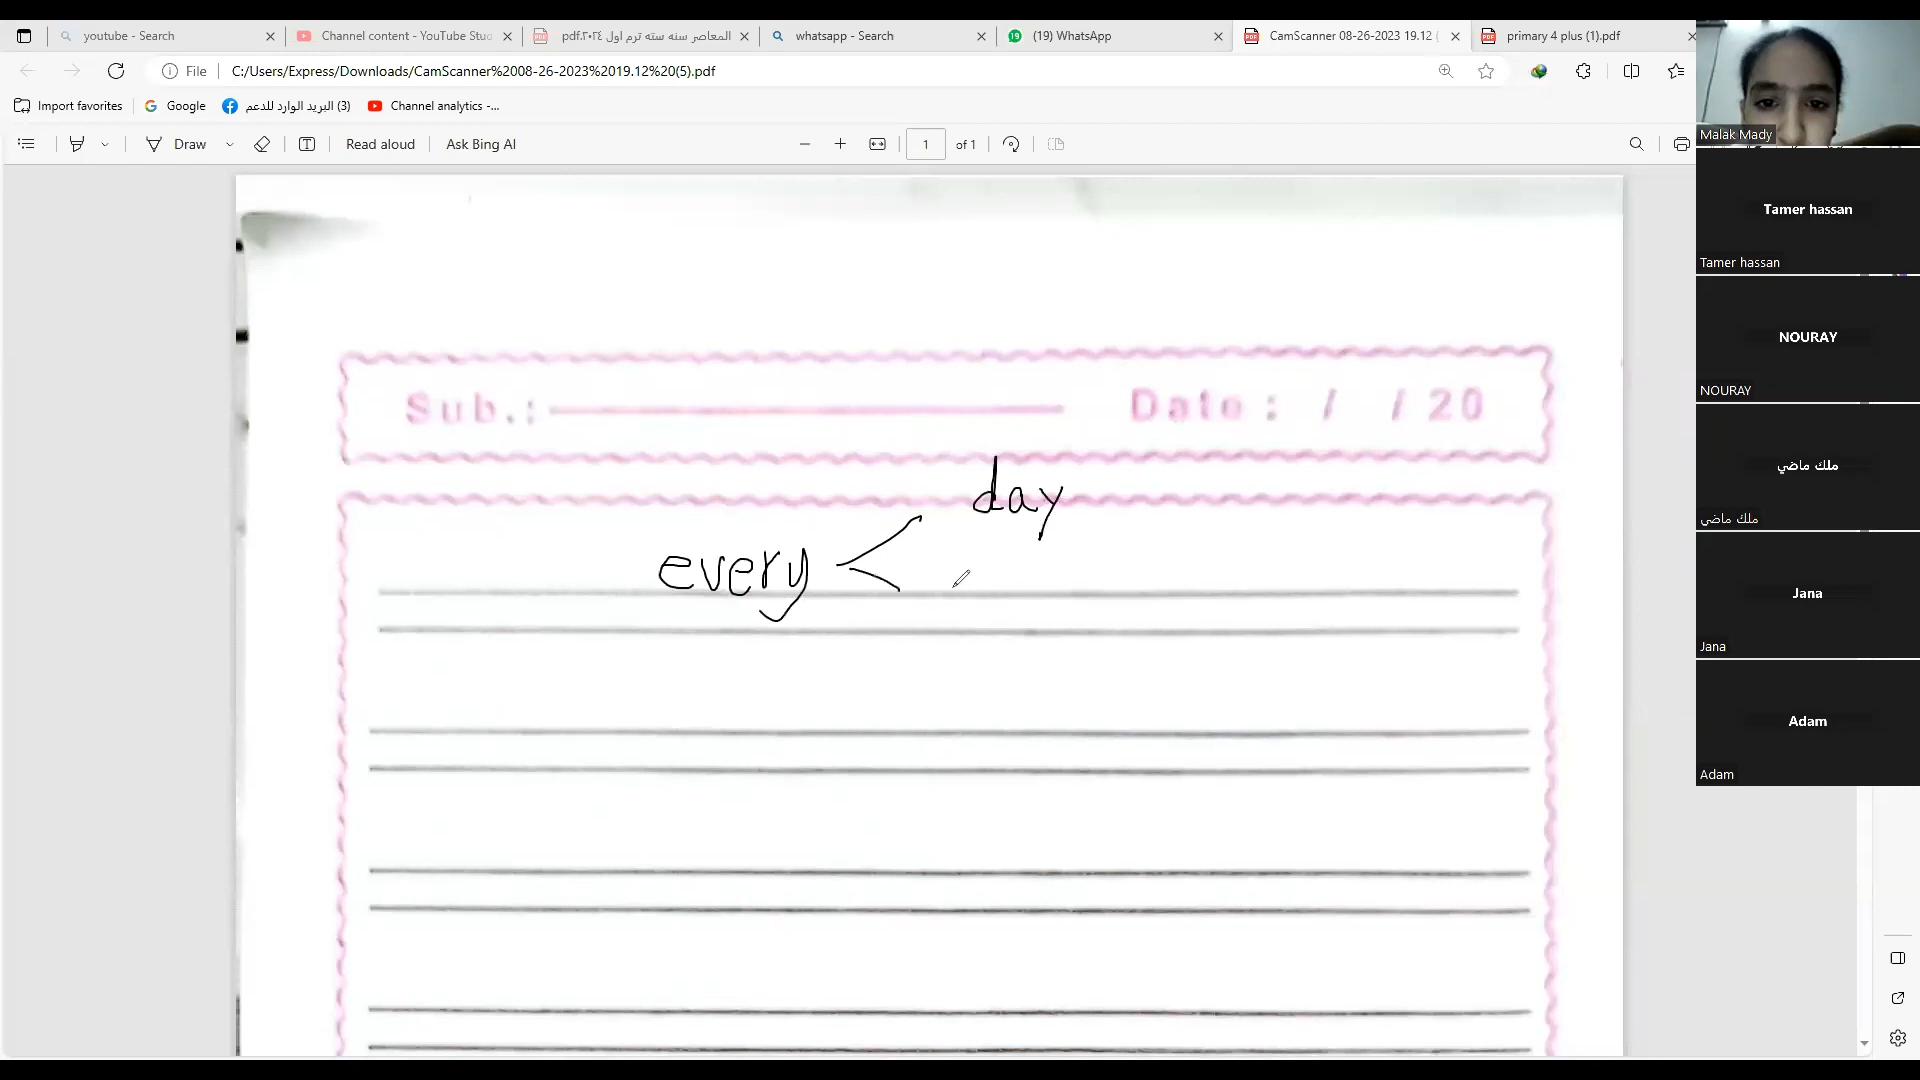 youtube - Search
Channel content - YouTube Stu
المعاصر سنه سته ترم اول ٢٠٢٤.pdf
whatsapp - Search
(19) WhatsApp
CamScanner 08-26-2023 19.12 (
primary 4 plus (1).pdf
File
C:/Users/Express/Downloads/CamScanner%2008-26-2023%2019.12%20(5).pdf
Import favorites
Google
(3) البريد الوارد للدعم
Channel analytics -...
Draw
Read aloud
Ask Bing AI
1
of 1
Malak Mady
Tamer hassan
Tamer hassan
NOURAY
NOURAY
ملك ماضي
ملك ماضي
Jana
Jana
Adam
Adam
Sub.:
Date : / / 20
day
every